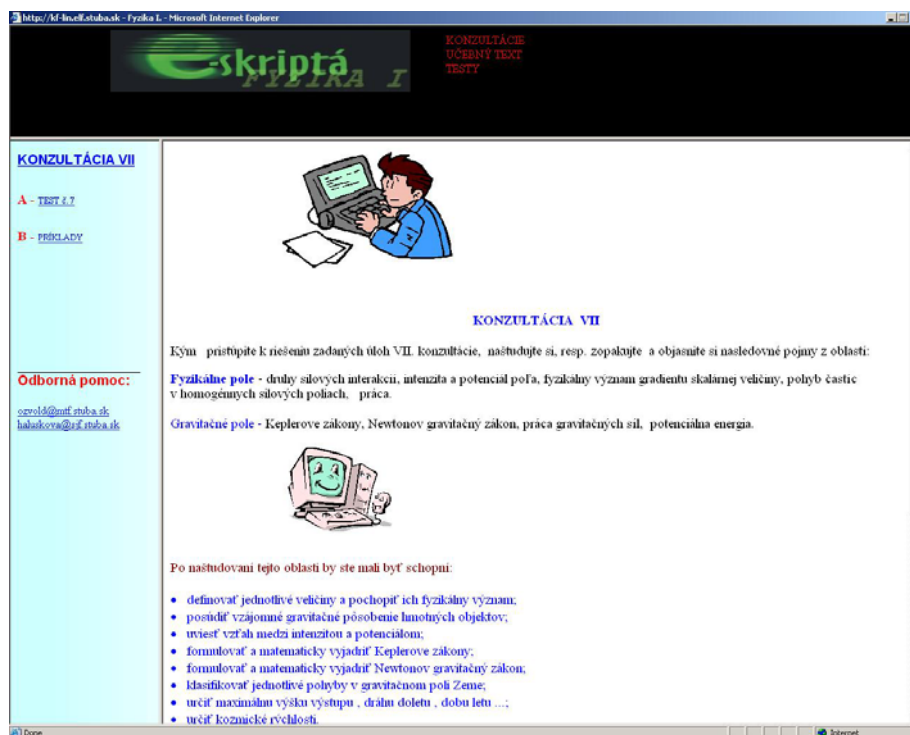 http://kf-lin.elf.stuba.sk - Fyzika I. - Microsoft Internet Explorer
e-skriptá
FYZIKA I
KONZULTÁCIE
UČEBNÝ TEXT
TESTY
KONZULTÁCIA VII
A - TEST č.7
B - PRÍKLADY
Odborná pomoc:
ozvold@mtf.stuba.sk
haluskova@sjf.stuba.sk
KONZULTÁCIA VII
Kým pristúpite k riešeniu zadaných úloh VII. konzultácie, naštudujte si, resp. zopakujte a objasnite si nasledovné pojmy z oblasti:
Fyzikálne pole - druhy silových interakcií, intenzita a potenciál poľa, fyzikálny význam gradientu skalárnej veličiny, pohyb častíc
v homogénnych silových poliach, práca.
Gravitačné pole - Keplerove zákony, Newtonov gravitačný zákon, práca gravitačných síl, potenciálna energia.
Po naštudovaní tejto oblasti by ste mali byť schopní:
• definovať jednotlivé veličiny a pochopiť ich fyzikálny význam;
• posúdiť vzájomné gravitačné pôsobenie hmotných objektov;
• uviesť vzťah medzi intenzitou a potenciálom;
• formulovať a matematicky vyjadriť Keplerove zákony;
• formulovať a matematicky vyjadriť Newtonov gravitačný zákon;
• klasifikovať jednotlivé pohyby v gravitačnom poli Zeme;
• určiť maximálnu výšku výstupu , dráhu doletu , dobu letu ...;
• určiť kozmické rýchlosti.
Done
Internet